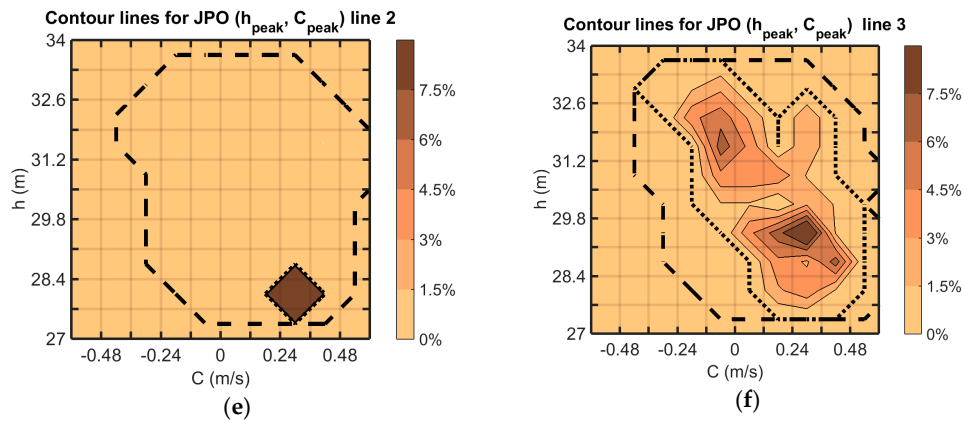 Contour lines for JPO (hpeak, Cpeak) line 2
34
32.6
31.2
29.8
28.4
27
h (m)
-0.48 -0.24 0 0.24 0.48
C (m/s)
7.5%
6%
4.5%
3%
1.5%
0%
(e)
Contour lines for JPO (hpeak, Cpeak) line 3
34
32.6
31.2
29.8
28.4
27
h (m)
-0.48 -0.24 0 0.24 0.48
C (m/s)
7.5%
6%
4.5%
3%
1.5%
0%
(f)